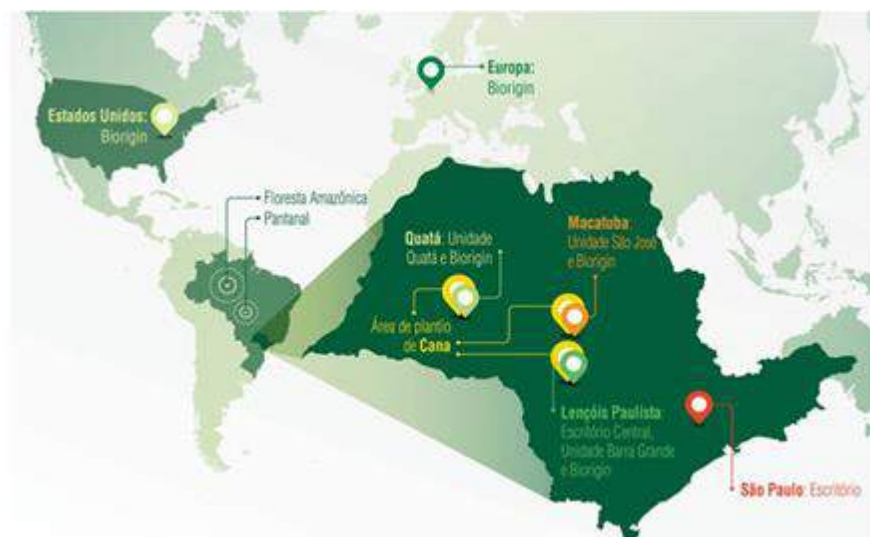 Europa:
Biorigin
Estados Unidos:
Biorigin
Floresta Amazônica
Pantanal
Quatá: Unidade
Quatá e Biorigin
Macatuba:
Unidade São José
e Biorigin
Área de plantio
de Cana
Lençóis Paulista:
Escritório Central,
Unidade Barra Grande
e Biorigin
São Paulo: Escritório